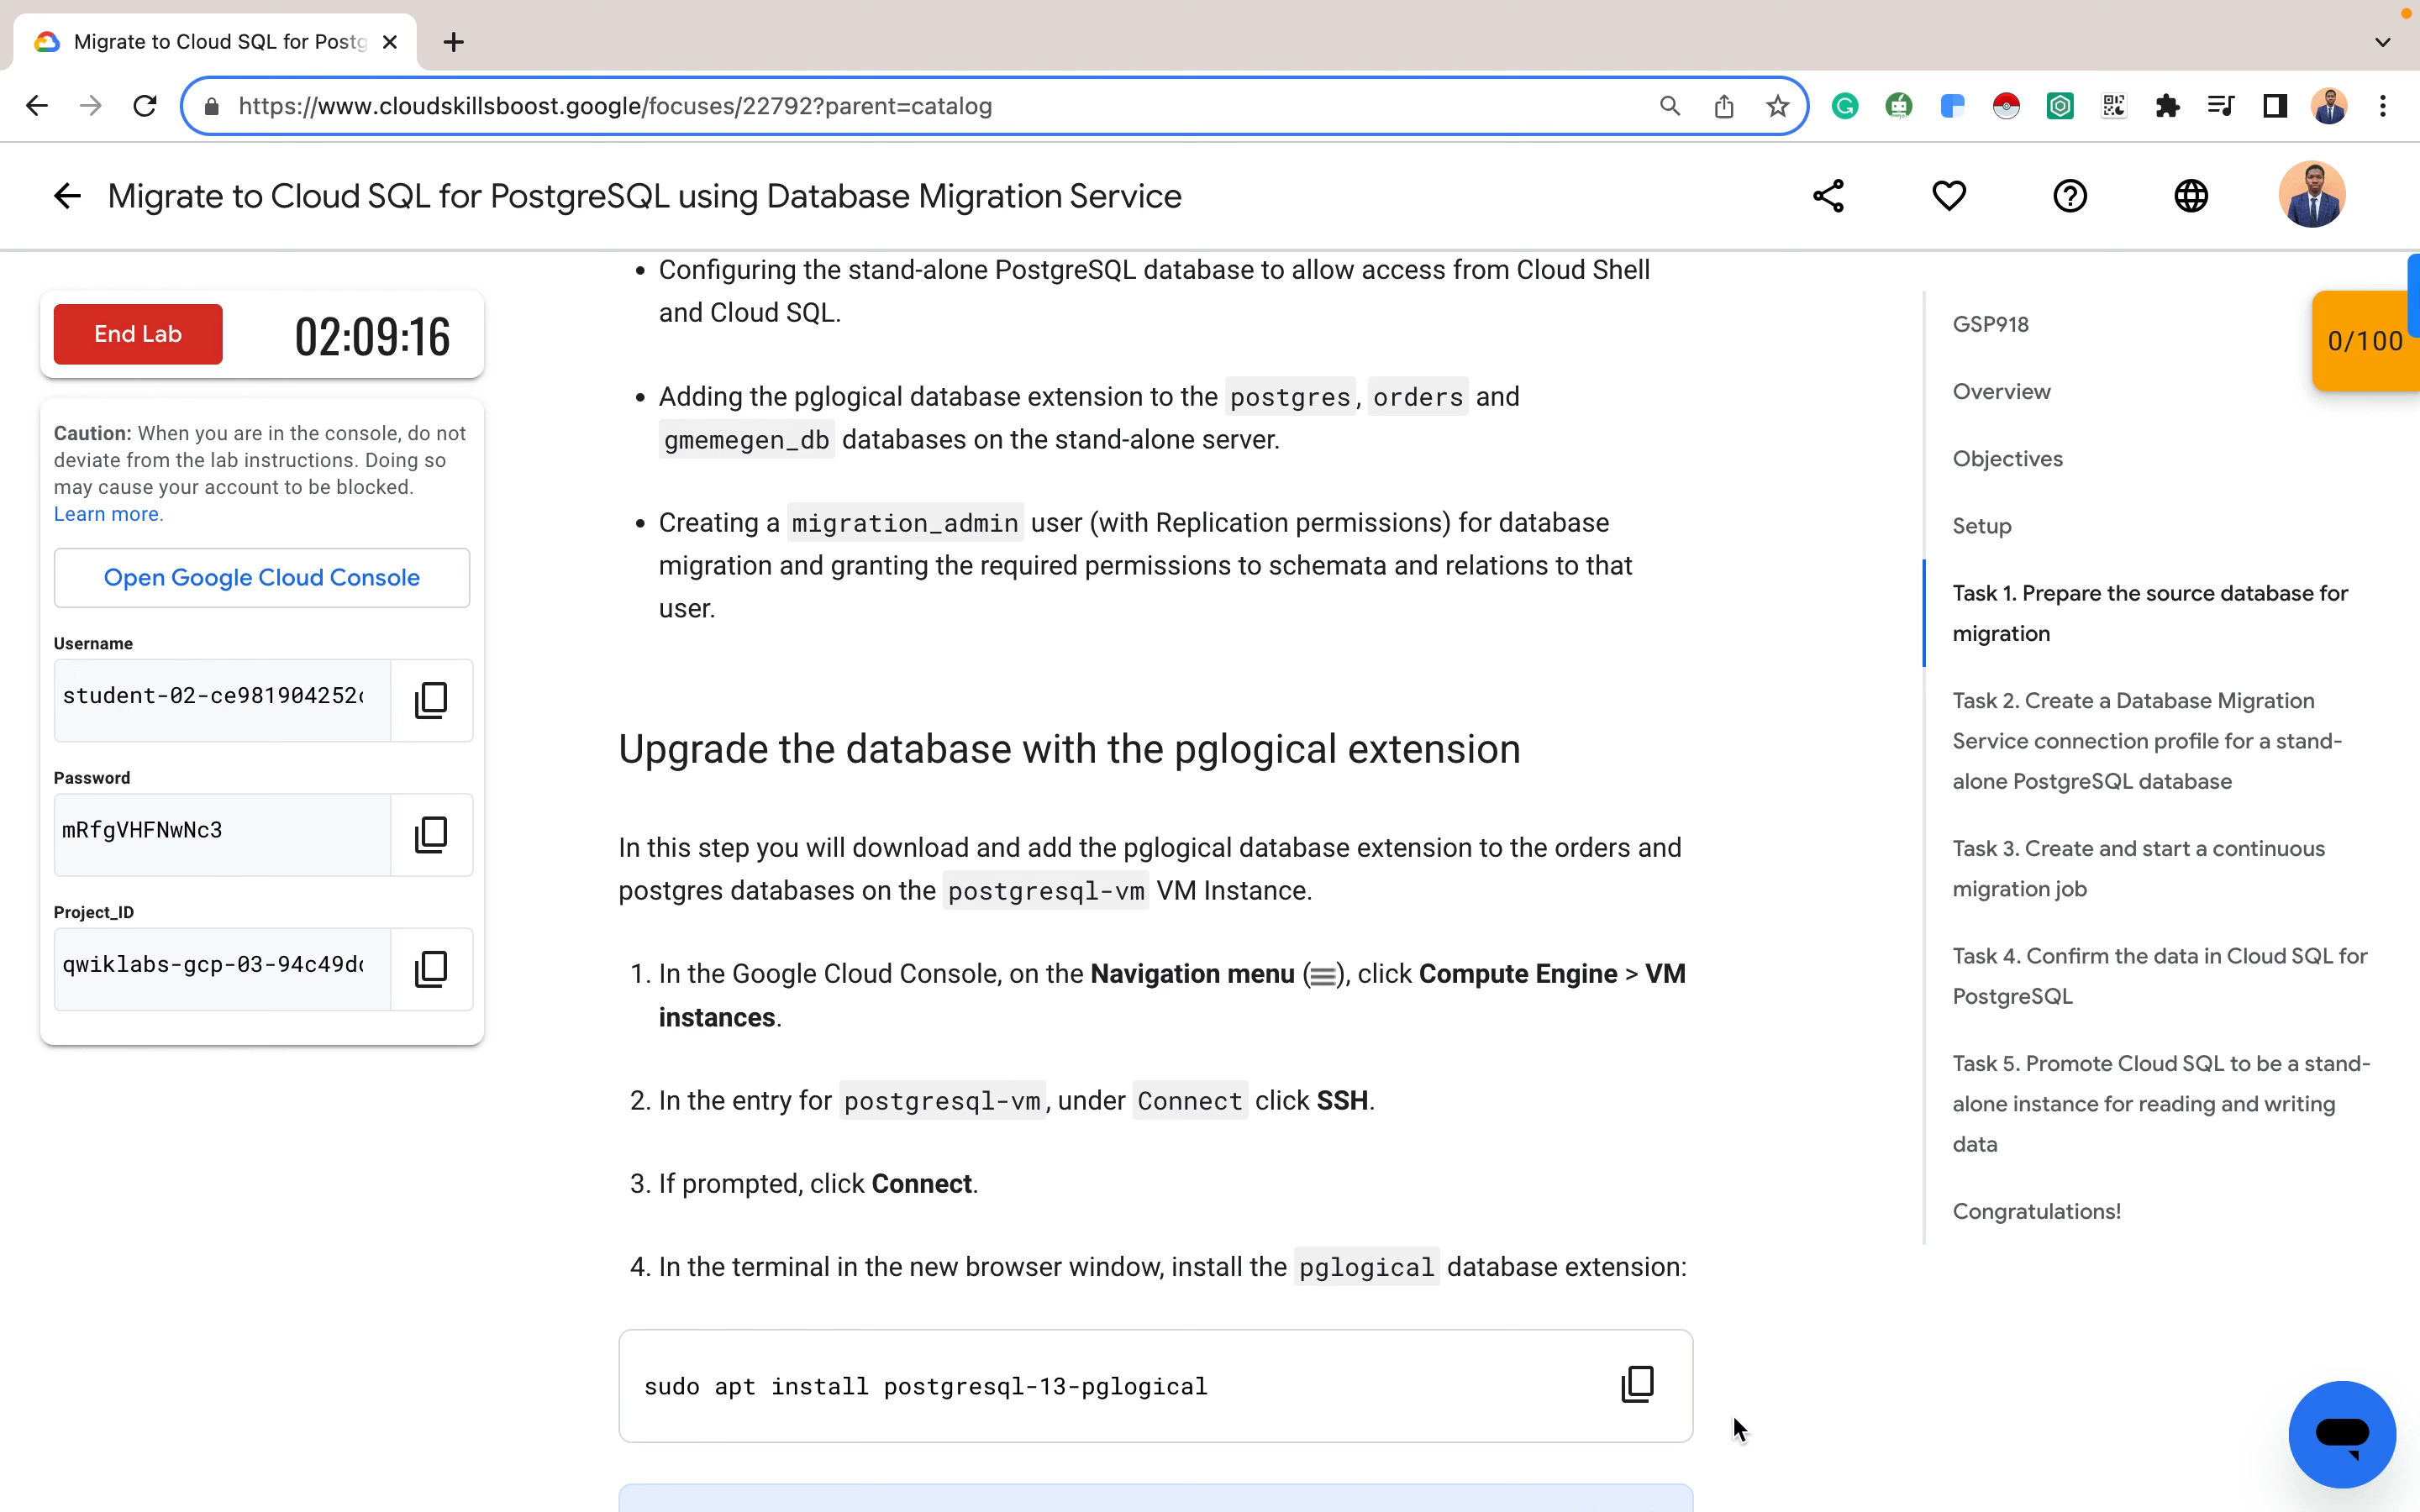 Migrate to Cloud SQL for Postg
https://www.cloudskillsboost.google/focuses/22792?parent=catalog
Migrate to Cloud SQL for PostgreSQL using Database Migration Service
End Lab
02:09:16
Caution: When you are in the console, do not
deviate from the lab instructions. Doing so
may cause your account to be blocked.
Learn more.
Open Google Cloud Console
Username
student-02-ce981904252
Password
mRfgVHFNwNc3
Project_ID
qwiklabs-gcp-03-94c49d
• Configuring the stand-alone PostgreSQL database to allow access from Cloud Shell
and Cloud SQL.
• Adding the pglogical database extension to the postgres, orders and
gmemegen_db databases on the stand-alone server.
• Creating a migration_admin user (with Replication permissions) for database
migration and granting the required permissions to schemata and relations to that
user.
Upgrade the database with the pglogical extension
In this step you will download and add the pglogical database extension to the orders and
postgres databases on the postgresql-vm VM Instance.
1. In the Google Cloud Console, on the Navigation menu (≡), click Compute Engine > VM
instances.
2. In the entry for postgresql-vm, under Connect click SSH.
3. If prompted, click Connect.
4. In the terminal in the new browser window, install the pglogical database extension:
sudo apt install postgresql-13-pglogical
GSP918
Overview
Objectives
Setup
Task 1. Prepare the source database for
migration
Task 2. Create a Database Migration
Service connection profile for a stand-
alone PostgreSQL database
Task 3. Create and start a continuous
migration job
Task 4. Confirm the data in Cloud SQL for
PostgreSQL
Task 5. Promote Cloud SQL to be a stand-
alone instance for reading and writing
data
Congratulations!
0/100